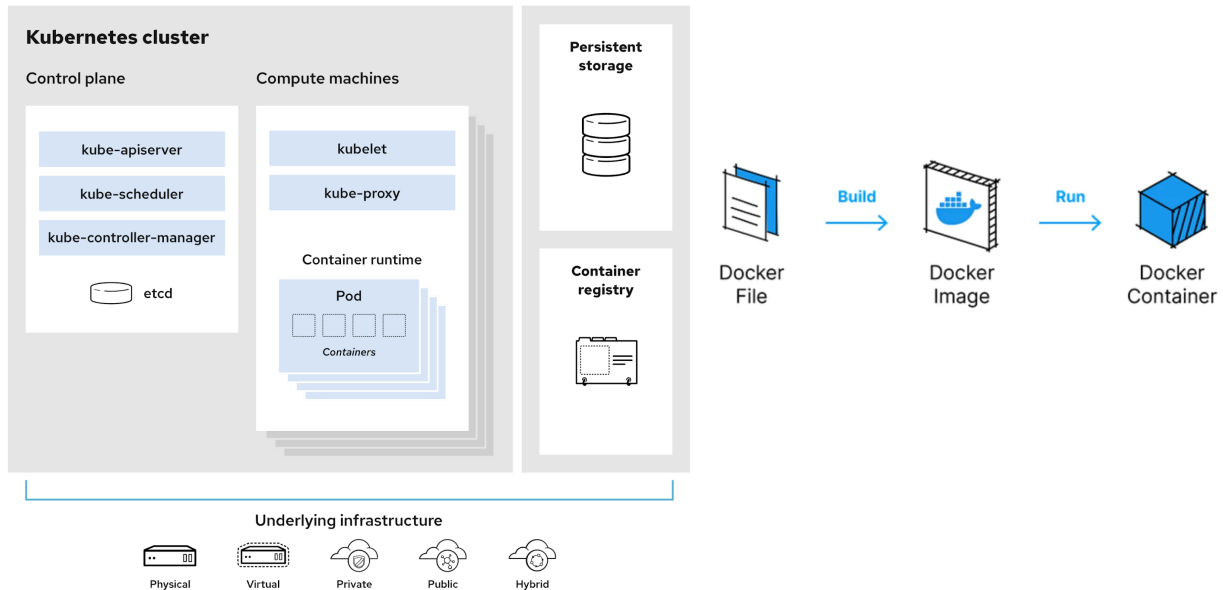 Kubernetes cluster
Control plane
kube-apiserver
kube-scheduler
kube-controller-manager
etcd
Compute machines
kubelet
kube-proxy
Container runtime
Pod
Containers
Persistent
storage
Container
registry
Underlying infrastructure
Physical
Virtual
Private
Public
Hybrid
Docker
File
Build
Docker
Image
Run
Docker
Container